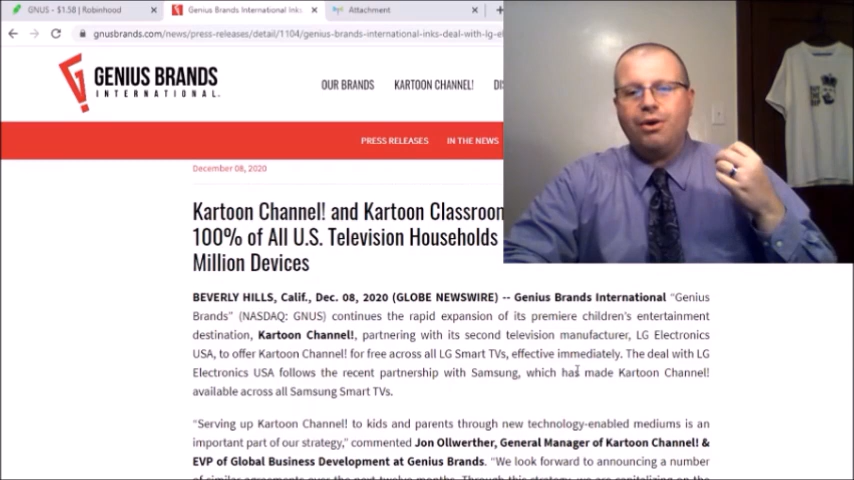 GNUS - $1.50 | Robinhood
Genius Brands International Inks
Attachment
gnusbrands.com/news/press-releases/detail/1104/genius-brands-international-inks-deal-with-lg-el
GENIUS BRANDS
INTERNATIONAL
OUR BRANDS KARTOON CHANNEL! DI
PRESS RELEASES IN THE NEWS
December 08, 2020
Kartoon Channel! and Kartoon Classroom
100% of All U.S. Television Households
Million Devices
BEVERLY HILLS, Calif., Dec. 08, 2020 (GLOBE NEWSWIRE) -- Genius Brands International “Genius
Brands” (NASDAQ: GNUS) continues the rapid expansion of its premiere children’s entertainment
destination, Kartoon Channel!, partnering with its second television manufacturer, LG Electronics
USA, to offer Kartoon Channel! for free across all LG Smart TVs, effective immediately. The deal with LG
Electronics USA follows the recent partnership with Samsung, which has made Kartoon Channel!
available across all Samsung Smart TVs.
“Serving up Kartoon Channel! to kids and parents through new technology-enabled mediums is an
important part of our strategy,” commented Jon Ollwerther, General Manager of Kartoon Channel! &
EVP of Global Business Development at Genius Brands. “We look forward to announcing a number